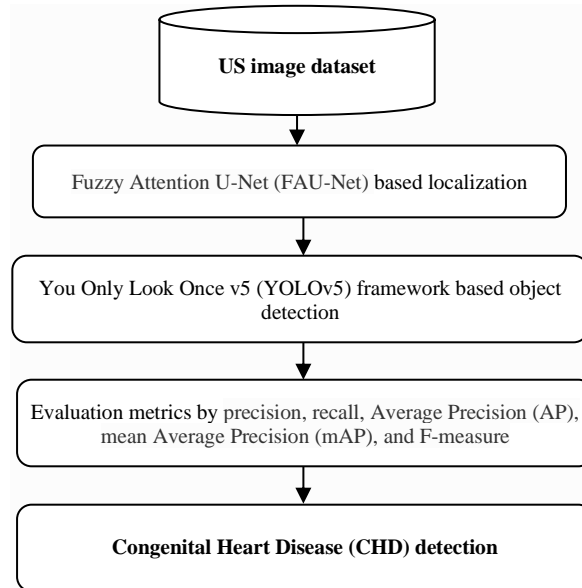 US image dataset
Fuzzy Attention U-Net (FAU-Net) based localization
You Only Look Once v5 (YOLOv5) framework based object
detection
Evaluation metrics by precision, recall, Average Precision (AP),
mean Average Precision (mAP), and F-measure
Congenital Heart Disease (CHD) detection